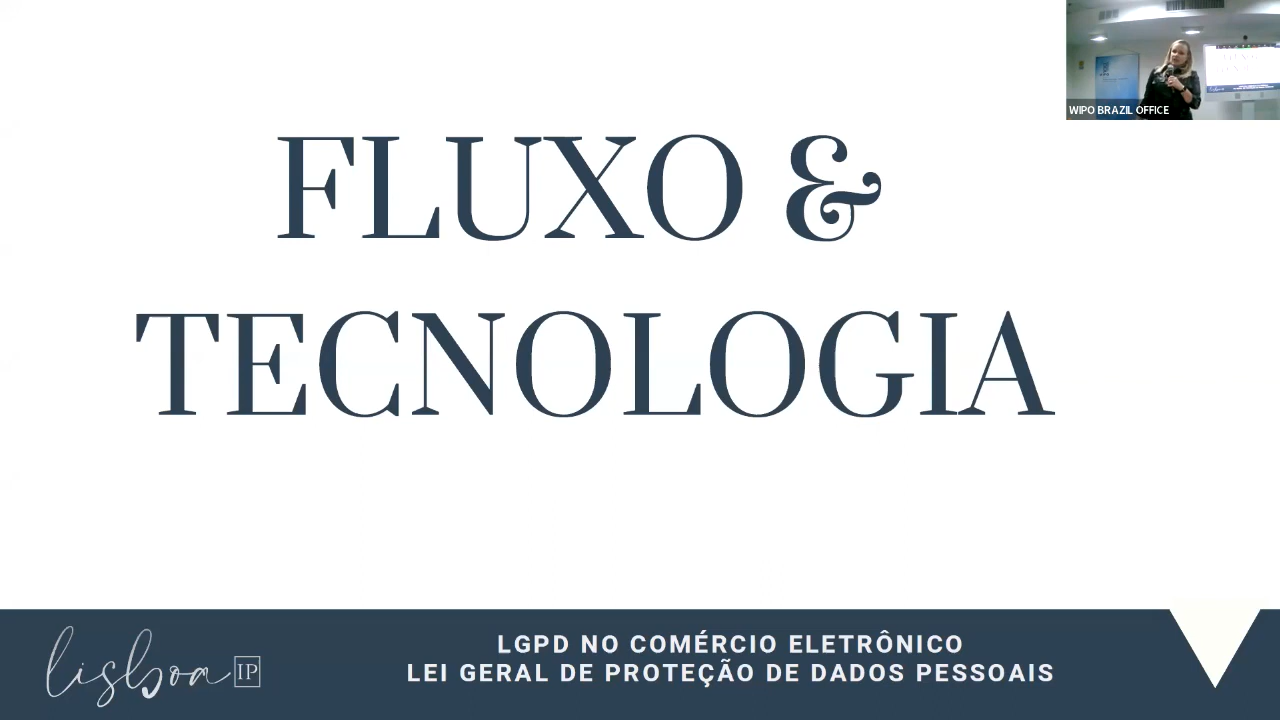 FLUXO &
TECNOLOGIA
WIPO BRAZIL OFFICE
lisboa IP
LGPD NO COMÉRCIO ELETRÔNICO
LEI GERAL DE PROTEÇÃO DE DADOS PESSOAIS